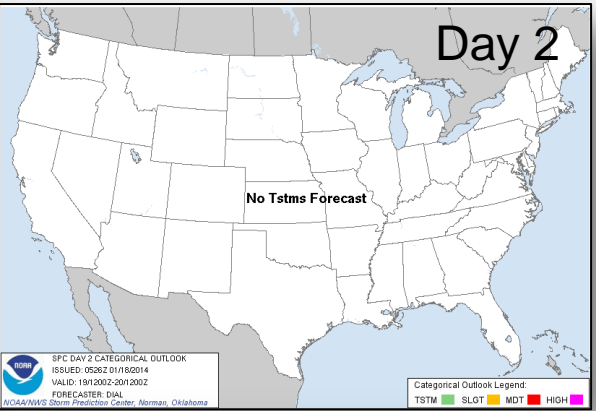 Day 2
No Tstms Forecast
NOAA
SPC DAY 2 CATEGORICAL OUTLOOK
ISSUED: 0526Z 01/18/2014
VALID: 19/1200Z-20/1200Z
FORECASTER: DIAL
NOAA/NWS Storm Prediction Center, Norman, Oklahoma
Categorical Outlook Legend:
TSTM SLGT MDT HIGH